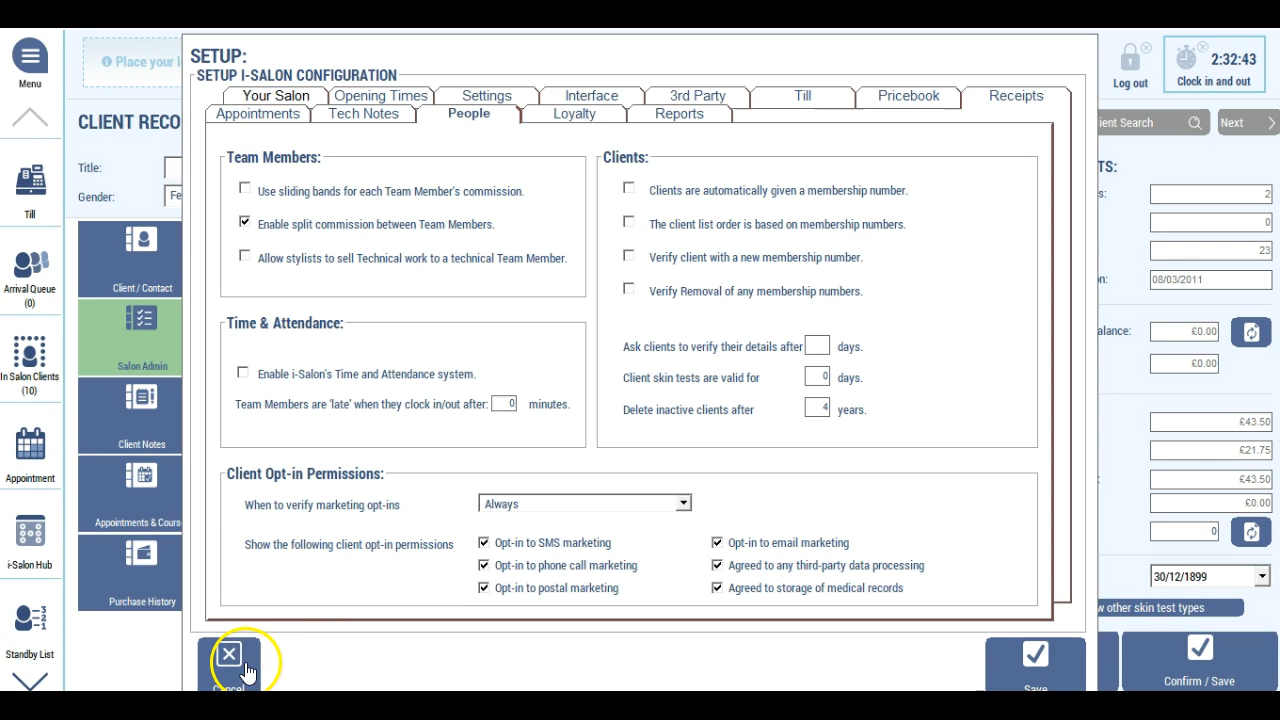 Menu
Till
Arrival Queue
(0)
In Salon Clients
(10)
Appointment
i-Salon Hub
Standby List
Place your l
CLIENT RECO
Title:
Gender:
Fe
Client / Contact
Salon Admin
Client Notes
Appointments & Cours
Purchase History
SETUP:
SETUP I-SALON CONFIGURATION
Your Salon
Opening Times
Settings
Interface
3rd Party
Till
Pricebook
Receipts
Appointments
Tech Notes
People
Loyalty
Reports
Team Members:
Use sliding bands for each Team Member's commission.
Enable split commission between Team Members.
Allow stylists to sell Technical work to a technical Team Member.
Time & Attendance:
Enable i-Salon's Time and Attendance system.
Team Members are 'late' when they clock in/out after: 0 minutes.
Clients:
Clients are automatically given a membership number.
The client list order is based on membership numbers.
Verify client with a new membership number.
Verify Removal of any membership numbers.
Ask clients to verify their details after days.
Client skin tests are valid for 0 days.
Delete inactive clients after 4 years.
Client Opt-in Permissions:
When to verify marketing opt-ins Always
Show the following client opt-in permissions
Opt-in to SMS marketing
Opt-in to email marketing
Opt-in to phone call marketing
Agreed to any third-party data processing
Opt-in to postal marketing
Agreed to storage of medical records
Cancel
Save
Log out
2:32:43
Clock in and out
ient Search
Next
TS:
s: 2
0
23
n: 08/03/2011
alance: £0.00
£0.00
£43.50
£21.75
£43.50
£0.00
0
30/12/1899
w other skin test types
Confirm / Save